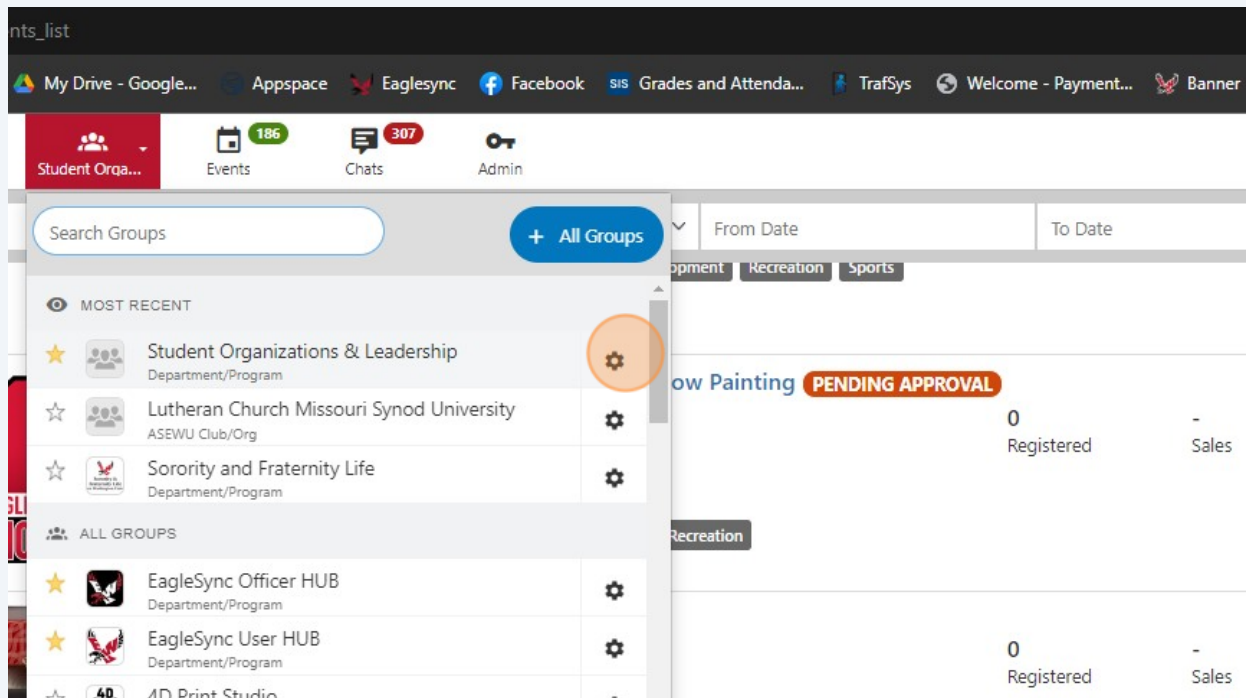 nts_list
My Drive - Google... Appspace Eaglesync Facebook SIS Grades and Attenda... TrafSys Welcome - Payment... Banner
186 307
Student Orga... Events Chats Admin
Search Groups + All Groups From Date To Date
opment Recreation Sports
MOST RECENT
Student Organizations & Leadership
Department/Program
ow Painting PENDING APPROVAL
Lutheran Church Missouri Synod University
ASEWU Club/Org
0 -
Registered Sales
Sorority and Fraternity Life
Department/Program
ALL GROUPS
Recreation
EagleSync Officer HUB
Department/Program
EagleSync User HUB
Department/Program
0 -
Registered Sales
4D Print Studio